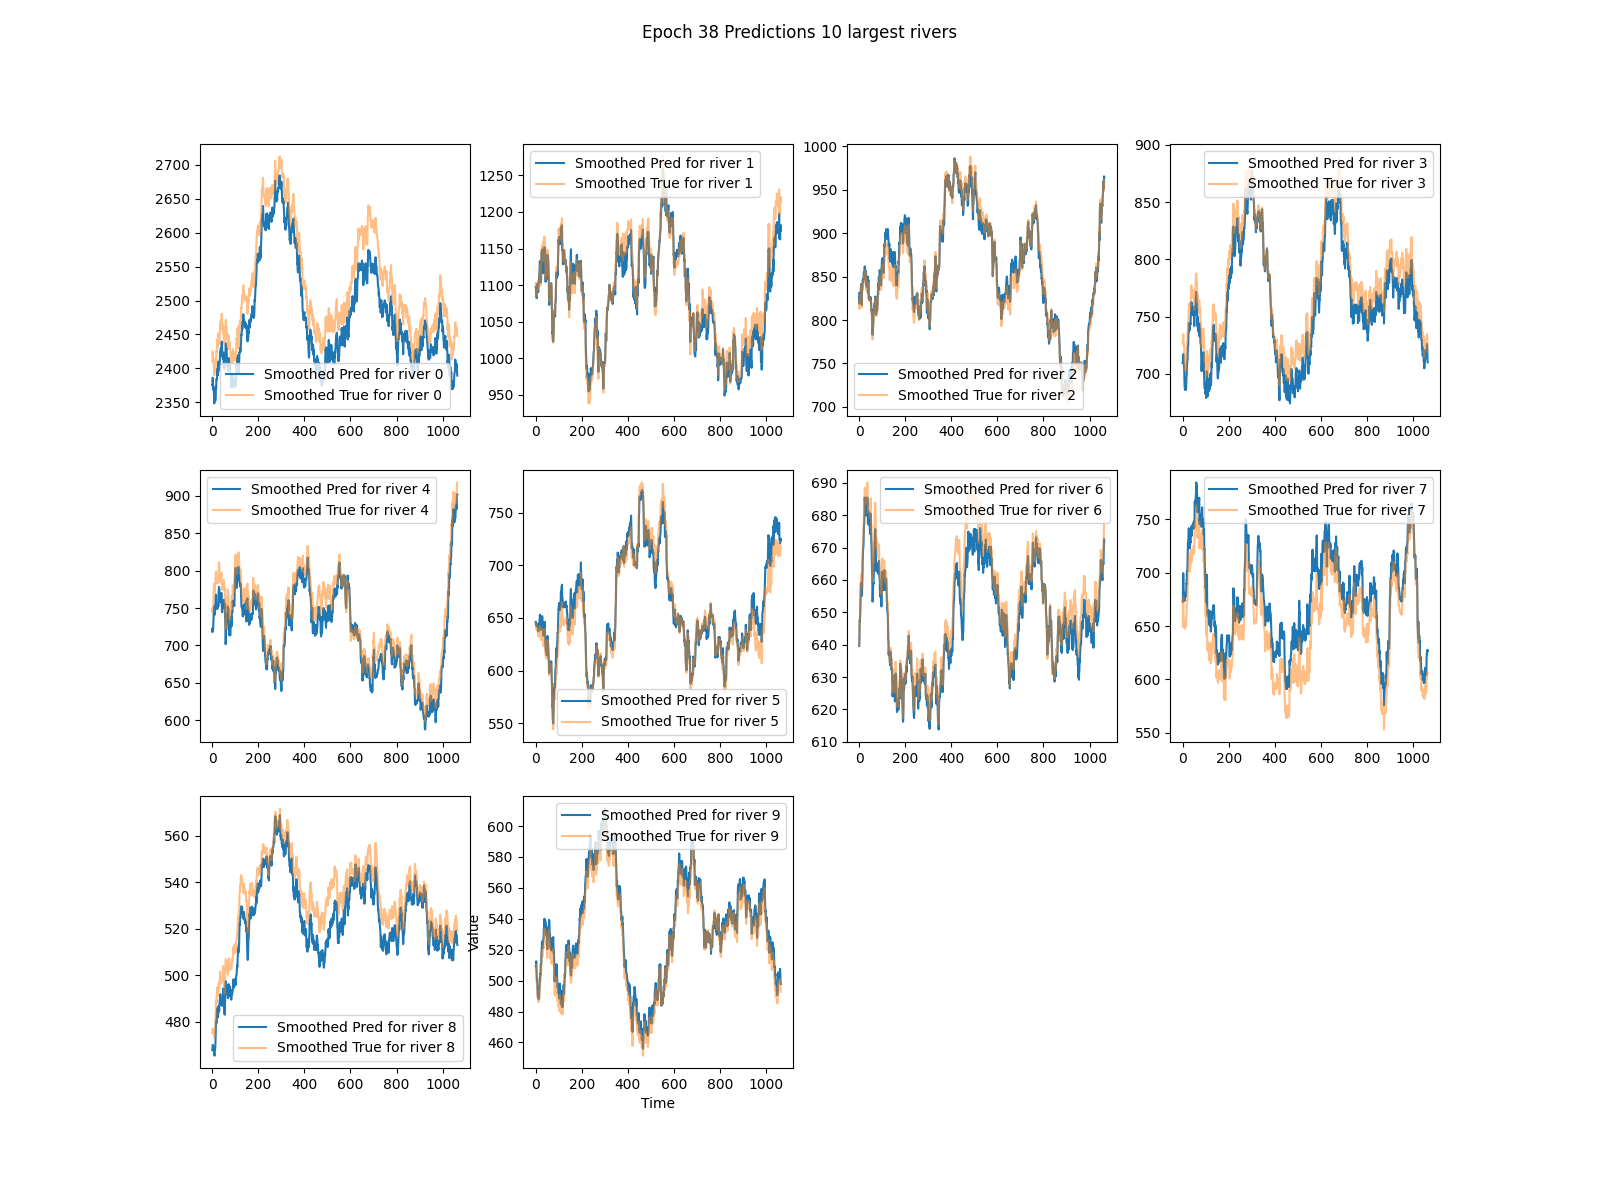 Epoch 38 Predictions 10 largest rivers
2700
2650
2600
2550
2500
2450
2400
2350
Smoothed Pred for river 0
Smoothed True for river 0
0 200 400 600 800 1000
1250
1200
1150
1100
1050
1000
950
Smoothed Pred for river 1
Smoothed True for river 1
0 200 400 600 800 1000
1000
950
900
850
800
750
700
Smoothed Pred for river 2
Smoothed True for river 2
0 200 400 600 800 1000
900
850
800
750
700
Smoothed Pred for river 3
Smoothed True for river 3
0 200 400 600 800 1000
900
850
800
750
700
650
600
Smoothed Pred for river 4
Smoothed True for river 4
0 200 400 600 800 1000
750
700
650
600
550
Smoothed Pred for river 5
Smoothed True for river 5
0 200 400 600 800 1000
690
680
670
660
650
640
630
620
610
Smoothed Pred for river 6
Smoothed True for river 6
0 200 400 600 800 1000
750
700
650
600
550
Smoothed Pred for river 7
Smoothed True for river 7
0 200 400 600 800 1000
560
540
520
500
480
Smoothed Pred for river 8
Smoothed True for river 8
0 200 400 600 800 1000
Value
600
580
560
540
520
500
480
460
Smoothed Pred for river 9
Smoothed True for river 9
0 200 400 600 800 1000
Time